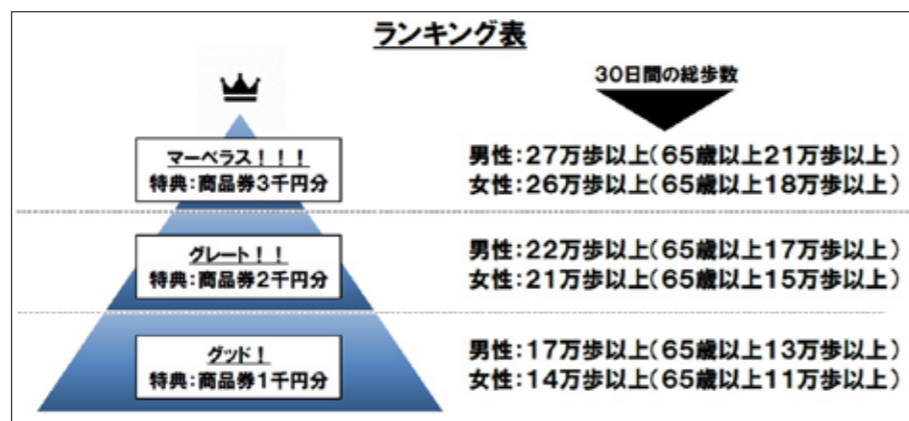 ランキング表
30日間の総歩数
マーベラス！！！
特典：商品券3千円分
男性：27万歩以上（65歳以上21万歩以上）
女性：26万歩以上（65歳以上18万歩以上）
グレート！！
特典：商品券2千円分
男性：22万歩以上（65歳以上17万歩以上）
女性：21万歩以上（65歳以上15万歩以上）
グッド！
特典：商品券1千円分
男性：17万歩以上（65歳以上13万歩以上）
女性：14万歩以上（65歳以上11万歩以上）